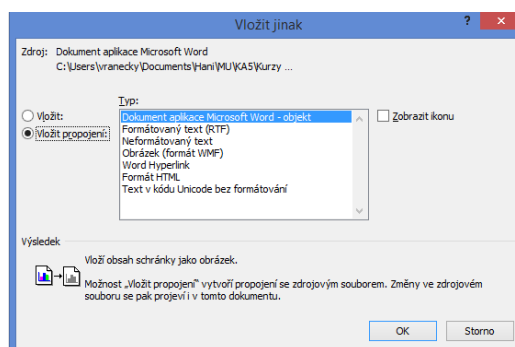 Vložit jinak
?
×
Zdroj: Dokument aplikace Microsoft Word
C:\Users\vranecky\Documents\Hani\MU\KA5\Kurzy ...
Typ:
Vložit:
Vložit propojení:
Dokument aplikace Microsoft Word - objekt
Formátovaný text (RTF)
Neformátovaný text
Obrázek (formát WMF)
Word Hyperlink
Formát HTML
Text v kódu Unicode bez formátování
Zobrazit ikonu
Výsledek
Vloží obsah schránky jako obrázek.
Možnost „Vložit propojení" vytvoří propojení se zdrojovým souborem. Změny ve zdrojovém
souboru se pak projeví i v tomto dokumentu.
OK
Storno